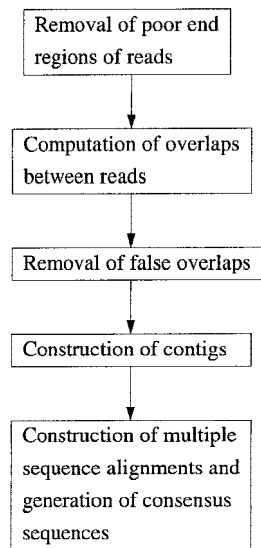 Removal of poor end
regions of reads
Computation of overlaps
between reads
Removal of false overlaps
Construction of contigs
Construction of multiple
sequence alignments and
generation of consensus
sequences